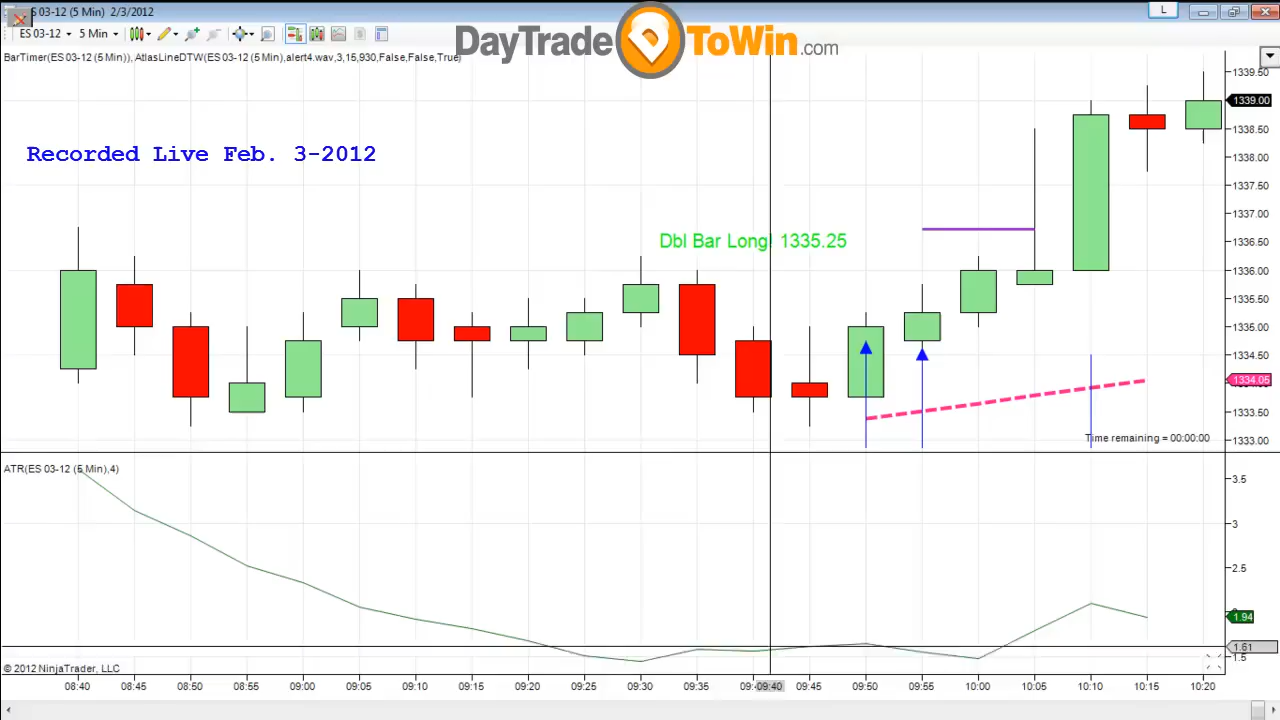 ES 03-12 (5 Min) 2/3/2012
L
ES 03-12
5 Min
DayTradeToWin.com
BarTimer(ES 03-12 (5 Min)), AtlasLineDTW(ES 03-12 (5 Min),alert4.wav,3,15,930,False,False,True)
Recorded Live Feb. 3-2012
Dbl Bar Long! 1335.25
1339.50
1339.00
1338.50
1338.00
1337.50
1337.00
1336.50
1336.00
1335.50
1335.00
1334.50
1334.05
1333.50
1333.00
Time remaining = 00:00:00
ATR(ES 03-12 (5 Min),4)
3.5
3
2.5
1.94
1.61
1.5
© 2012 NinjaTrader, LLC
08:40 08:45 08:50 08:55 09:00 09:05 09:10 09:15 09:20 09:25 09:30 09:35 09:40 09:45 09:50 09:55 10:00 10:05 10:10 10:15 10:20